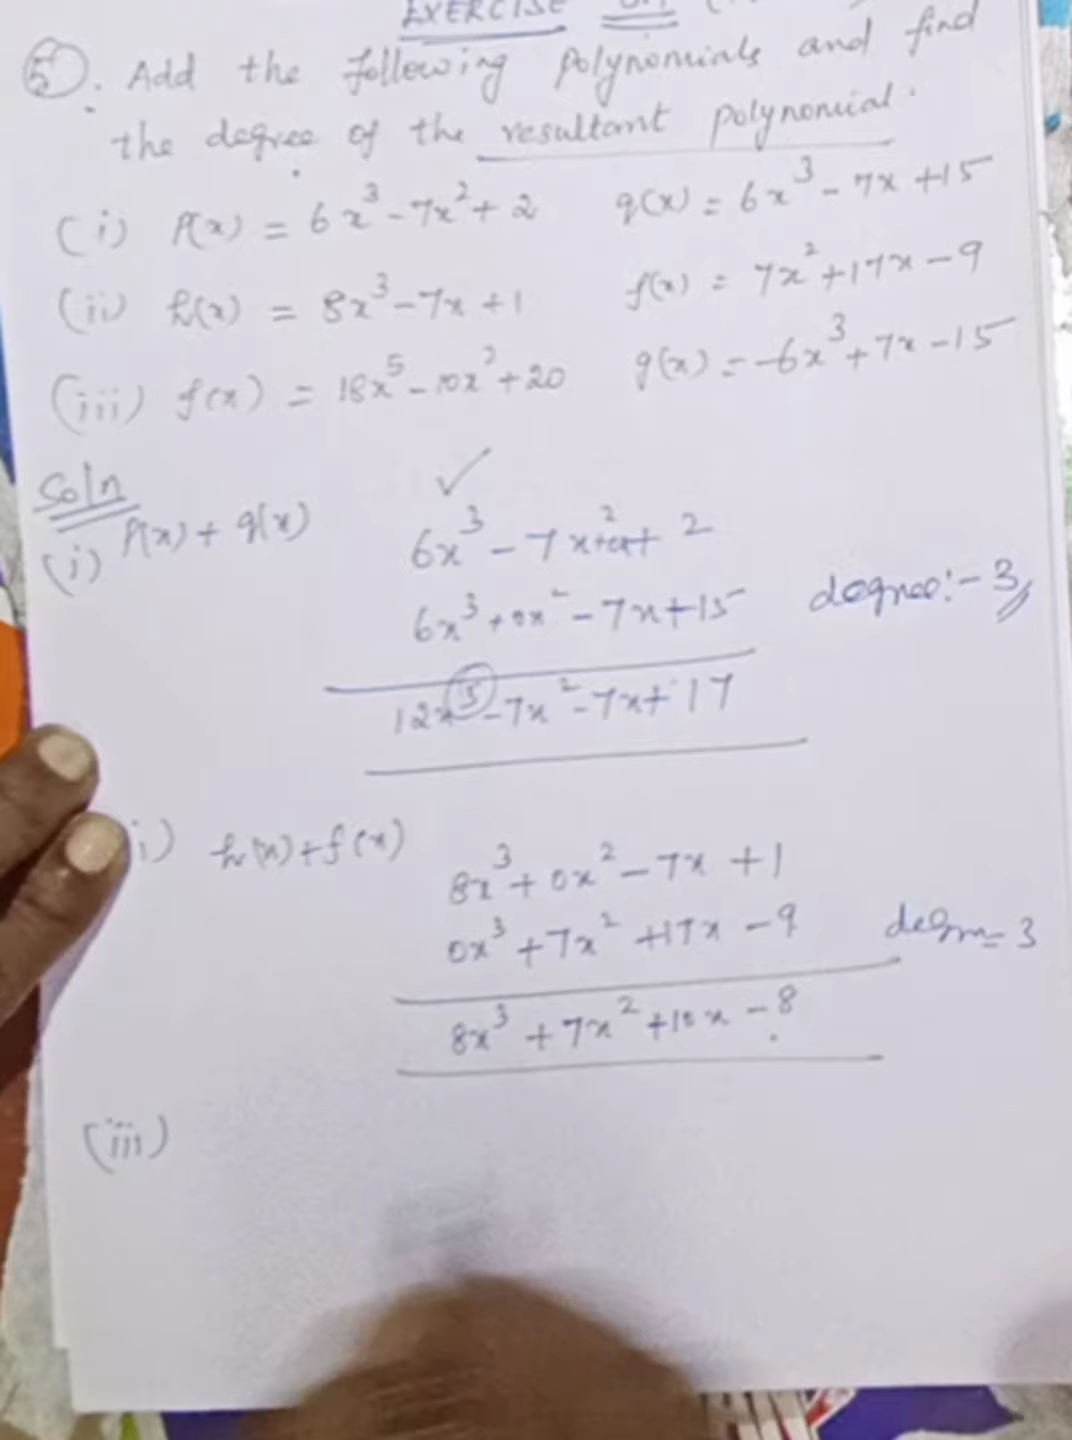 EXERCISE
5. Add the following polynomials and find
the degree of the resultant polynomial.
(i) P(x) = 6x³ - 7x² + 2 q(x) = 6x³ - 7x + 15
(ii) h(x) = 8x³ - 7x + 1 f(x) = 7x² + 17x - 9
(iii) f(x) = 18x⁵ - 10x² + 20 g(x) = -6x³ + 7x - 15
Soln
(i) P(x) + q(x) ✓
6x³ - 7x² + 0x + 2
6x³ + 0x² - 7x + 15 degree:- 3
12x³ - 7x² - 7x + 17
i) h(x) + f(x)
8x³ + 0x² - 7x + 1
0x³ + 7x² + 17x - 9 = 3
8x³ + 7x² + 10x - 8
(iii)